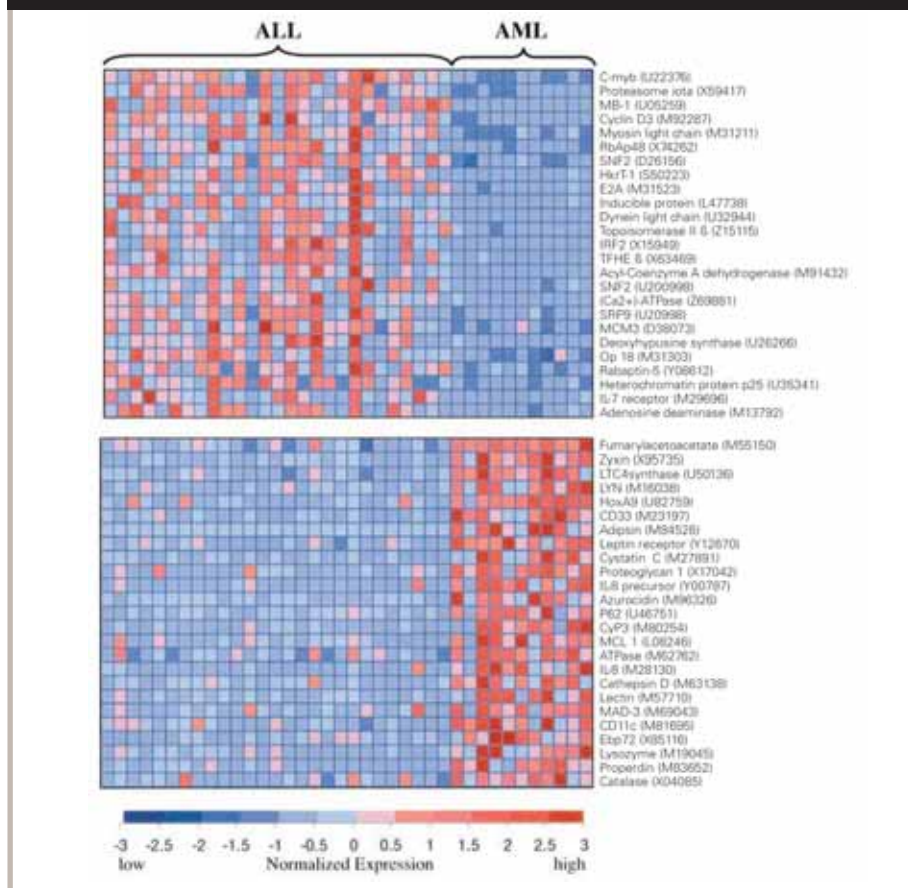 ALL AML
C-myb (U22376)
Proteasome iota (X59417)
MB-1 (U05259)
Cyclin D3 (M92287)
Myosin light chain (M31211)
RbAp48 (X74262)
SNF2 (D26156)
HkrT-1 (S50223)
E2A (M31523)
Inducible protein (L47738)
Dynein light chain (U32944)
Topoisomerase II ß (Z15115)
IRF2 (X15949)
TFHE ß (X63469)
Acyl-Coenzyme A dehydrogenase (M91432)
SNF2 (U200998)
(Ca2+)-ATPase (Z69881)
SRP9 (U20998)
MCM3 (D38073)
Deoxyhypusine synthase (U26266)
Op 18 (M31303)
Rabaptin-5 (Y08612)
Heterochromatin protein p25 (U35341)
IL-7 receptor (M29696)
Adenosine deaminase (M13792)
Fumarylacetoacetate (M55150)
Zyxin (X95735)
LTC4synthase (U50136)
LYN (M16038)
HoxA9 (U82759)
CD33 (M23197)
Adipsin (M84526)
Leptin receptor (Y12670)
Cystatin C (M27891)
Proteoglycan 1 (X17042)
IL-8 precursor (Y00787)
Azurocidin (M96326)
P62 (U46751)
CyP3 (M80254)
MCL 1 (L08246)
ATPase (M62762)
IL-8 (M28130)
Cathepsin D (M63138)
Lectin (M57710)
MAD-3 (M69043)
CD11c (M81695)
Ebp72 (X85116)
Lysozyme (M19045)
Properdin (M83652)
Catalase (X04085)
-3 -2.5 -2 -1.5 -1 -0.5 0 0.5 1 1.5 2 2.5 3
low Normalized Expression high